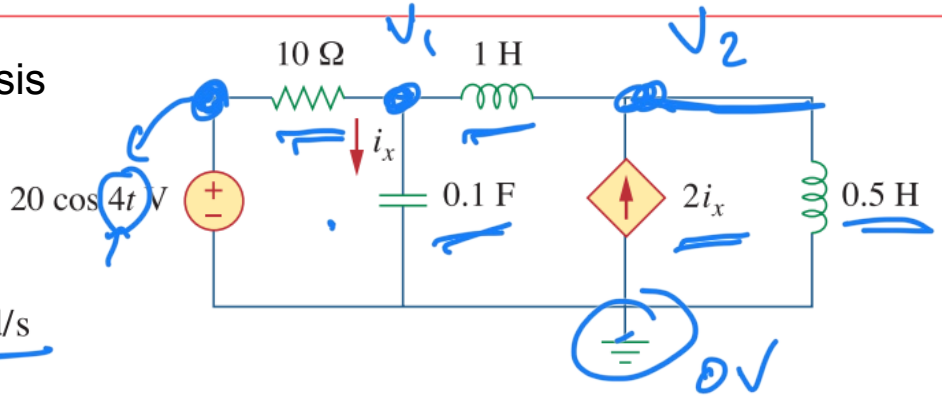 V₁
V₂
10 Ω
1 H
sis
iₓ
20 cos 4t V
+
−
0.1 F
2iₓ
0.5 H
/s
0V